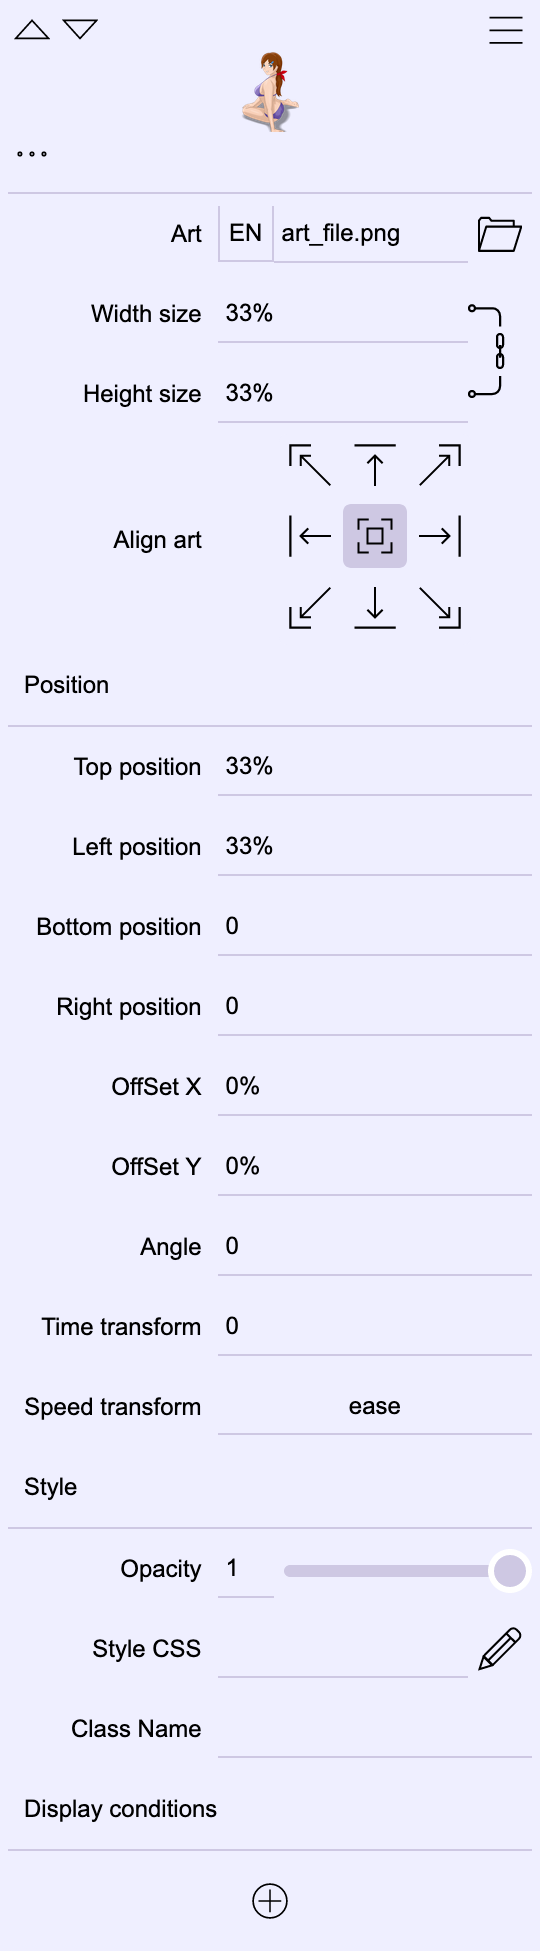 Art EN art_file.png
Width size 33%
Height size 33%
Align art
Position
Top position 33%
Left position 33%
Bottom position 0
Right position 0
OffSet X 0%
OffSet Y 0%
Angle 0
Time transform 0
Speed transform ease
Style
Opacity 1
Style CSS
Class Name
Display conditions